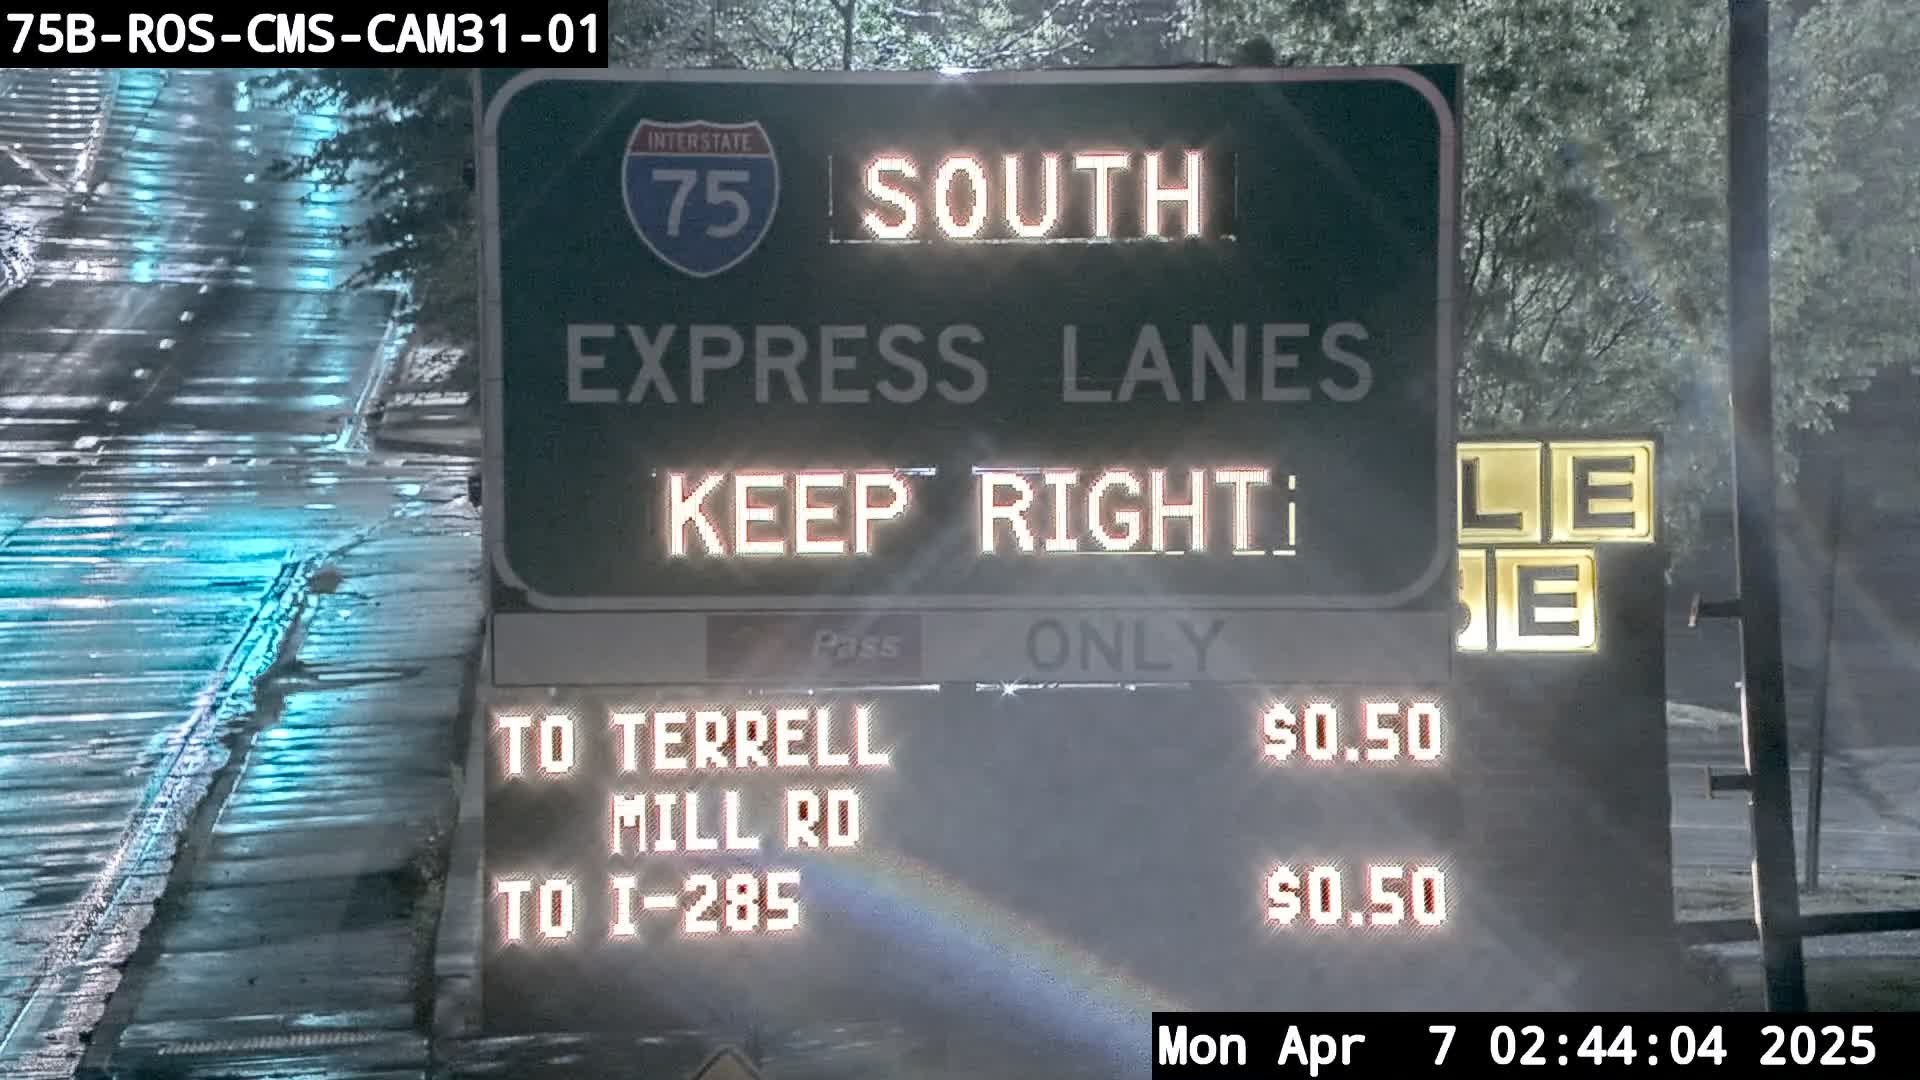 75B-ROS-CMS-CAM31-01
INTERSTATE
75
SOUTH
EXPRESS LANES
KEEP RIGHT
Pass ONLY
LE
E
TO TERRELL $0.50
MILL RD
TO I-285 $0.50
Mon Apr 7 02:44:04 2025